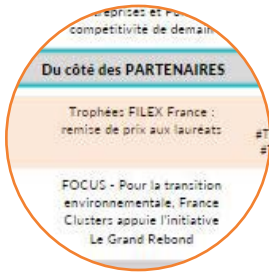 compétitivité de demain
Du côté des PARTENAIRES
Trophées FILEX France :
remise de prix aux lauréats
FOCUS - Pour la transition
environnementale, France
Clusters appuie l'initiative
Le Grand Rebond